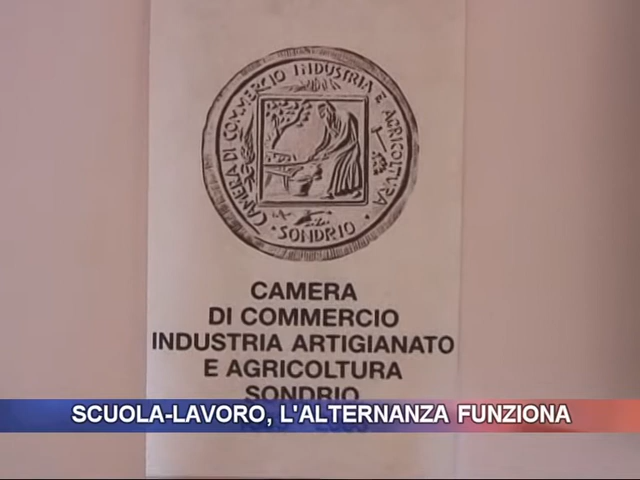 CAMERA DI COMMERCIO INDUSTRIA E AGRICOLTURA
· SONDRIO ·
CAMERA
DI COMMERCIO
INDUSTRIA ARTIGIANATO
E AGRICOLTURA
SONDRIO
SCUOLA-LAVORO, L'ALTERNANZA FUNZIONA